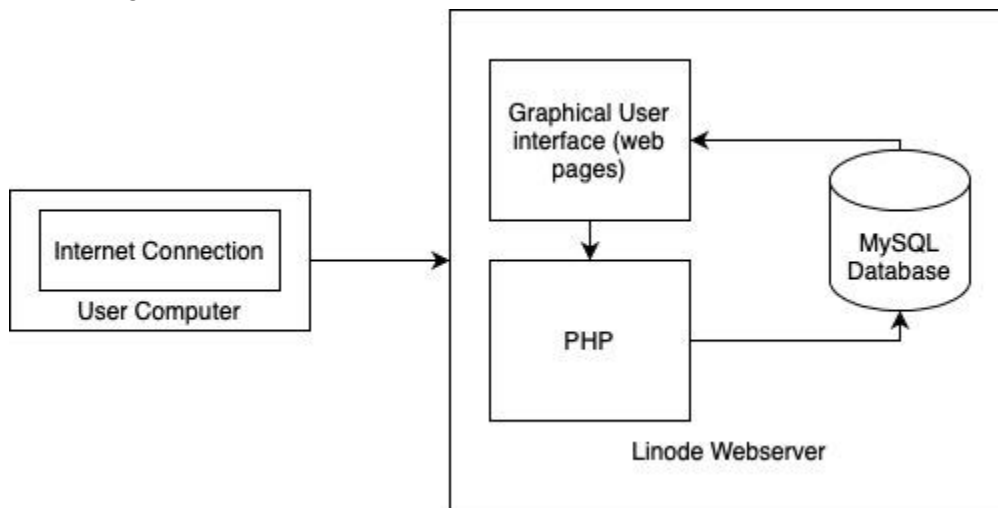 Graphical User
interface (web
pages)
Internet Connection
User Computer
MySQL
Database
PHP
Linode Webserver